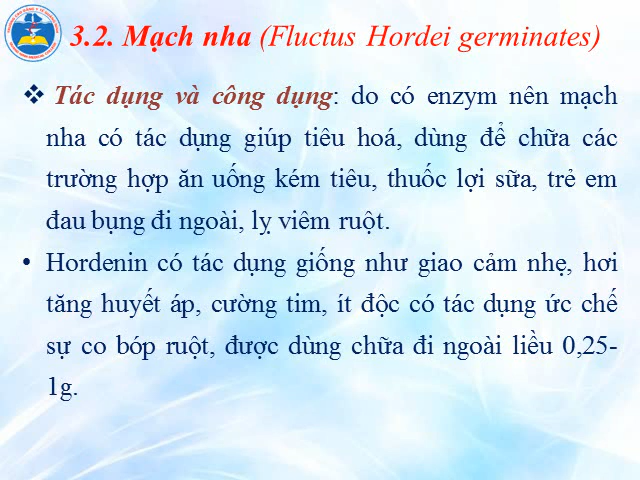 3.2. Mạch nha (Fluctus Hordei germinates)
❖ Tác dụng và công dụng: do có enzym nên mạch
nha có tác dụng giúp tiêu hoá, dùng để chữa các
trường hợp ăn uống kém tiêu, thuốc lợi sữa, trẻ em
đau bụng đi ngoài, lỵ viêm ruột.
• Hordenin có tác dụng giống như giao cảm nhẹ, hơi
tăng huyết áp, cường tim, ít độc có tác dụng ức chế
sự co bóp ruột, được dùng chữa đi ngoài liều 0,25-
1g.